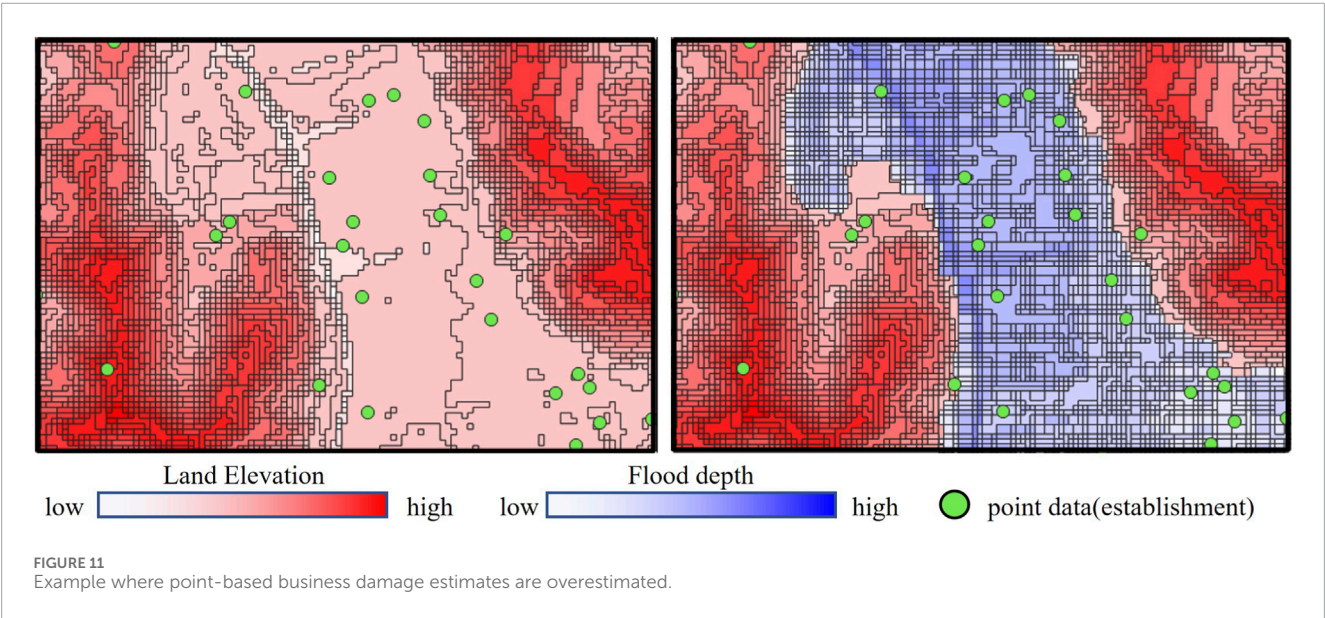 Land Elevation
Flood depth
low
high
low
high
point data(establishment)
FIGURE 11
Example where point-based business damage estimates are overestimated.